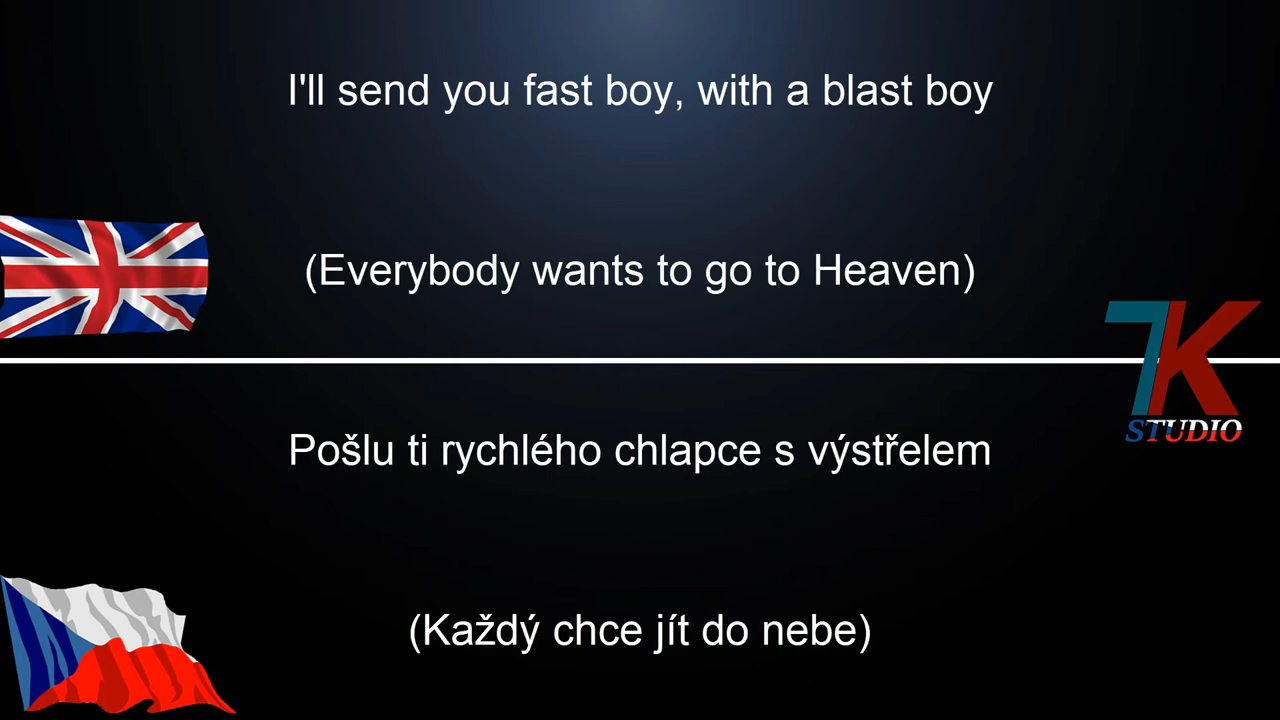 I'll send you fast boy, with a blast boy
(Everybody wants to go to Heaven)
7K
STUDIO
Pošlu ti rychlého chlapce s výstřelem
(Každý chce jít do nebe)